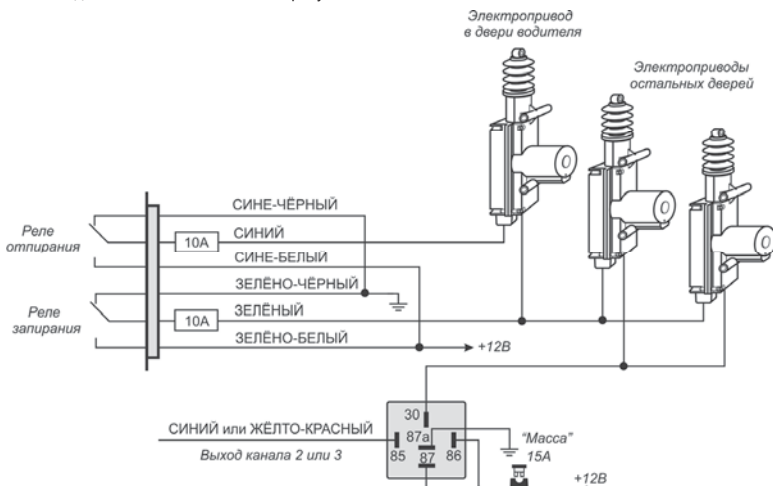 Электропривод
в двери водителя
Электроприводы
остальных дверей
СИНЕ-ЧЁРНЫЙ
Реле
отпирания
10А
СИНИЙ
СИНЕ-БЕЛЫЙ
ЗЕЛЁНО-ЧЁРНЫЙ
Реле
запирания
10А
ЗЕЛЁНЫЙ
ЗЕЛЁНО-БЕЛЫЙ
+12В
СИНИЙ или ЖЁЛТО-КРАСНЫЙ
Выход канала 2 или 3
30
87а
85
87
86
"Масса"
15А
+12В